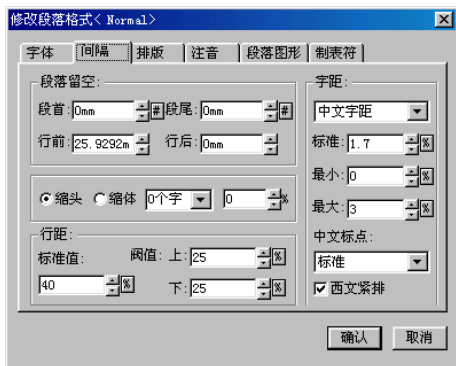 修改段落格式< Normal>
字体 间隔 排版 注音 段落图形 制表符
段落留空:
段首: 0mm # 段尾: 0mm #
行前: 25.9292m 行后: 0mm
缩头 缩体 0个字 0 %
行距:
标准值: 阀值: 上: 25 %
40 % 下: 25 %
字距:
中文字距
标准: 1.7 %
最小: 0 %
最大: 3 %
中文标点:
标准
西文紧排
确认 取消